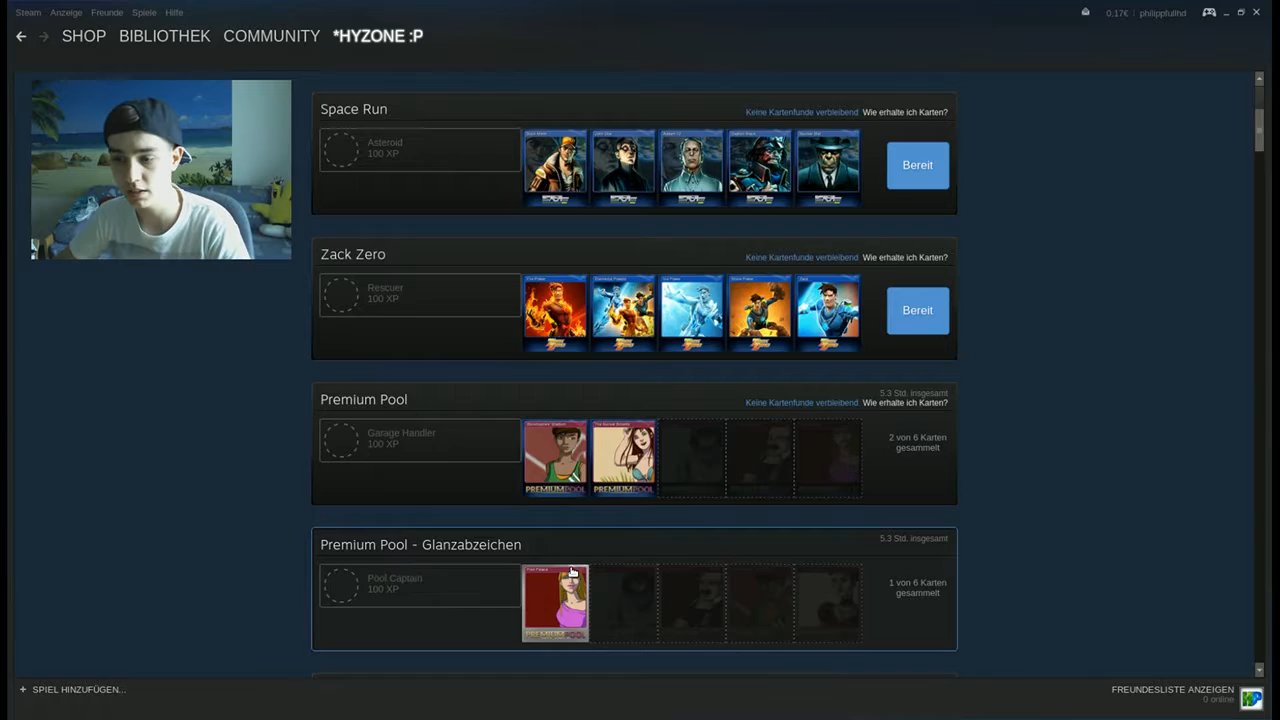 Steam Anzeige Freunde Spiele Hilfe
0,17€ | philippfullhd
SHOP BIBLIOTHEK COMMUNITY *HYZONE :P
Space Run
Keine Kartenfunde verbleibend Wie erhalte ich Karten?
Asteroid
100 XP
Bereit
Zack Zero
Keine Kartenfunde verbleibend Wie erhalte ich Karten?
Rescuer
100 XP
Bereit
Premium Pool
5.3 Std. insgesamt
Keine Kartenfunde verbleibend Wie erhalte ich Karten?
Garage Handler
100 XP
PREMIUMPOOL PREMIUMPOOL
2 von 6 Karten
gesammelt
Premium Pool - Glanzabzeichen
5.3 Std. insgesamt
Pool Captain
100 XP
PREMIUMPOOL
1 von 6 Karten
gesammelt
+ SPIEL HINZUFÜGEN...
FREUNDESLISTE ANZEIGEN
0 online